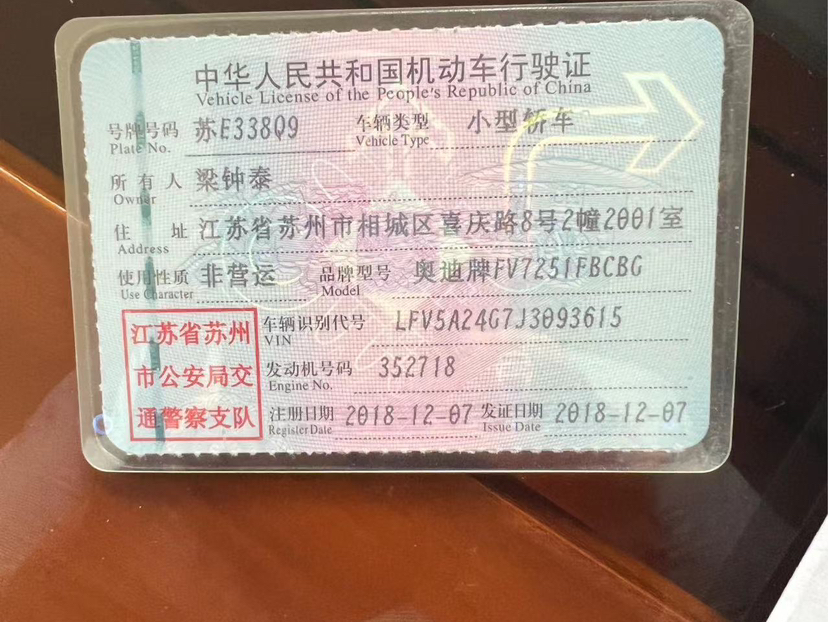 中华人民共和国机动车行驶证
Vehicle License of the People's Republic of China
号牌号码 苏E338Q9 车辆类型 小型轿车
Plate No. Vehicle Type
所有人 梁钟泰
Owner
住址 江苏省苏州市相城区喜庆路8号2幢2001室
Address
使用性质 非营运 品牌型号 奥迪牌FV7251FBCBG
Use Character Model
江苏省苏州 车辆识别代号 LFV5A24G7J3093615
VIN
市公安局交 发动机号码 352718
Engine No.
通警察支队 注册日期 2018-12-07 发证日期 2018-12-07
Register Date Issue Date